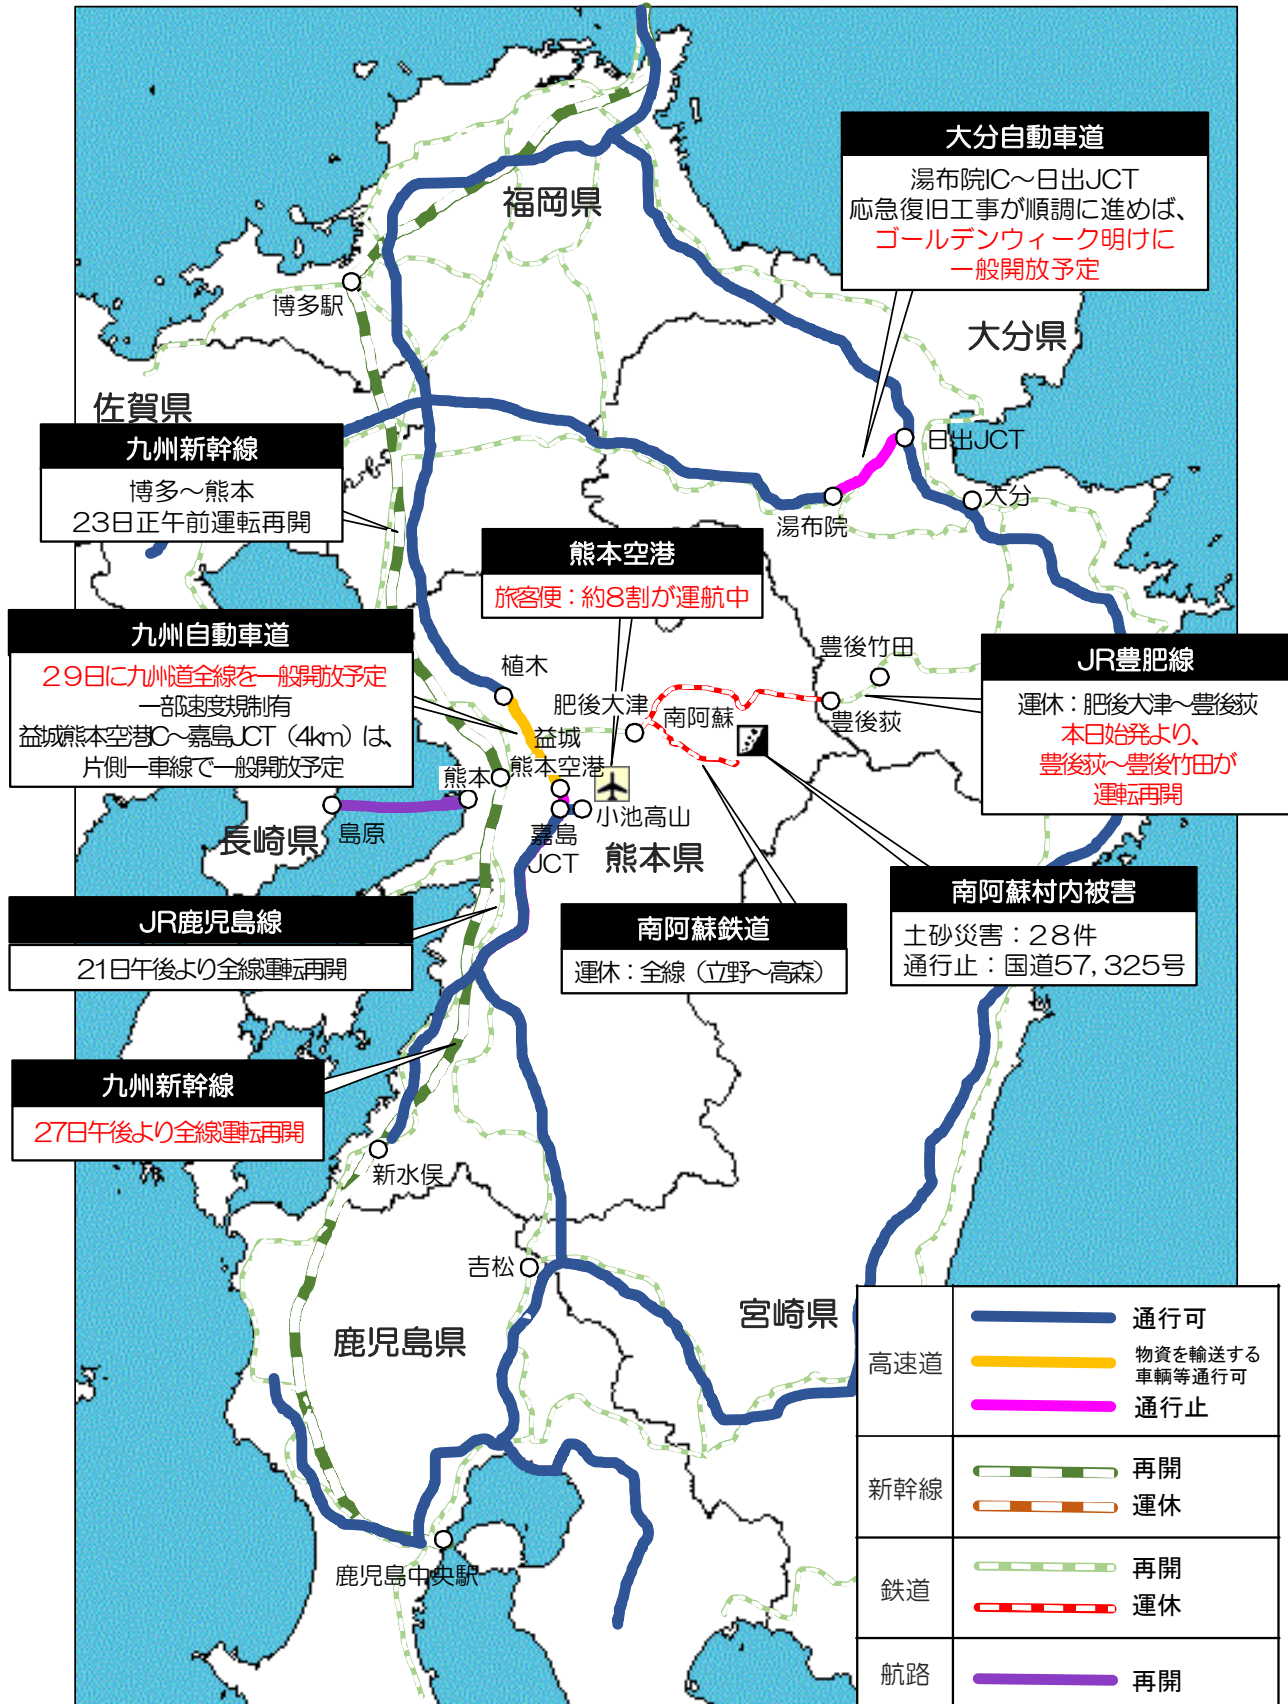 大分自動車道
湯布院IC～日出JCT
応急復旧工事が順調に進めば、
ゴールデンウィーク明けに
一般開放予定
福岡県
博多駅
大分県
佐賀県
九州新幹線
博多～熊本
23日正午前運転再開
日出JCT
大分
湯布院
熊本空港
旅客便：約8割が運航中
九州自動車道
29日に九州道全線を一般開放予定
一部速度規制有
益城熊本空港IC～嘉島JCT（4km）は、
片側一車線で一般開放予定
植木
肥後大津
南阿蘇
豊後竹田
豊後荻
JR豊肥線
運休：肥後大津～豊後荻
本日始発より、
豊後荻～豊後竹田が
運転再開
益城
熊本空港
熊本
島原
長崎県
小池高山
嘉島
JCT
熊本県
JR鹿児島線
21日午後より全線運転再開
南阿蘇鉄道
運休：全線（立野～高森）
南阿蘇村内被害
土砂災害：28件
通行止：国道57,325号
九州新幹線
27日午後より全線運転再開
新水俣
吉松
宮崎県
鹿児島県
鹿児島中央駅
高速道
通行可
物資を輸送する
車輌等通行可
通行止
新幹線
再開
運休
鉄道
再開
運休
航路
再開